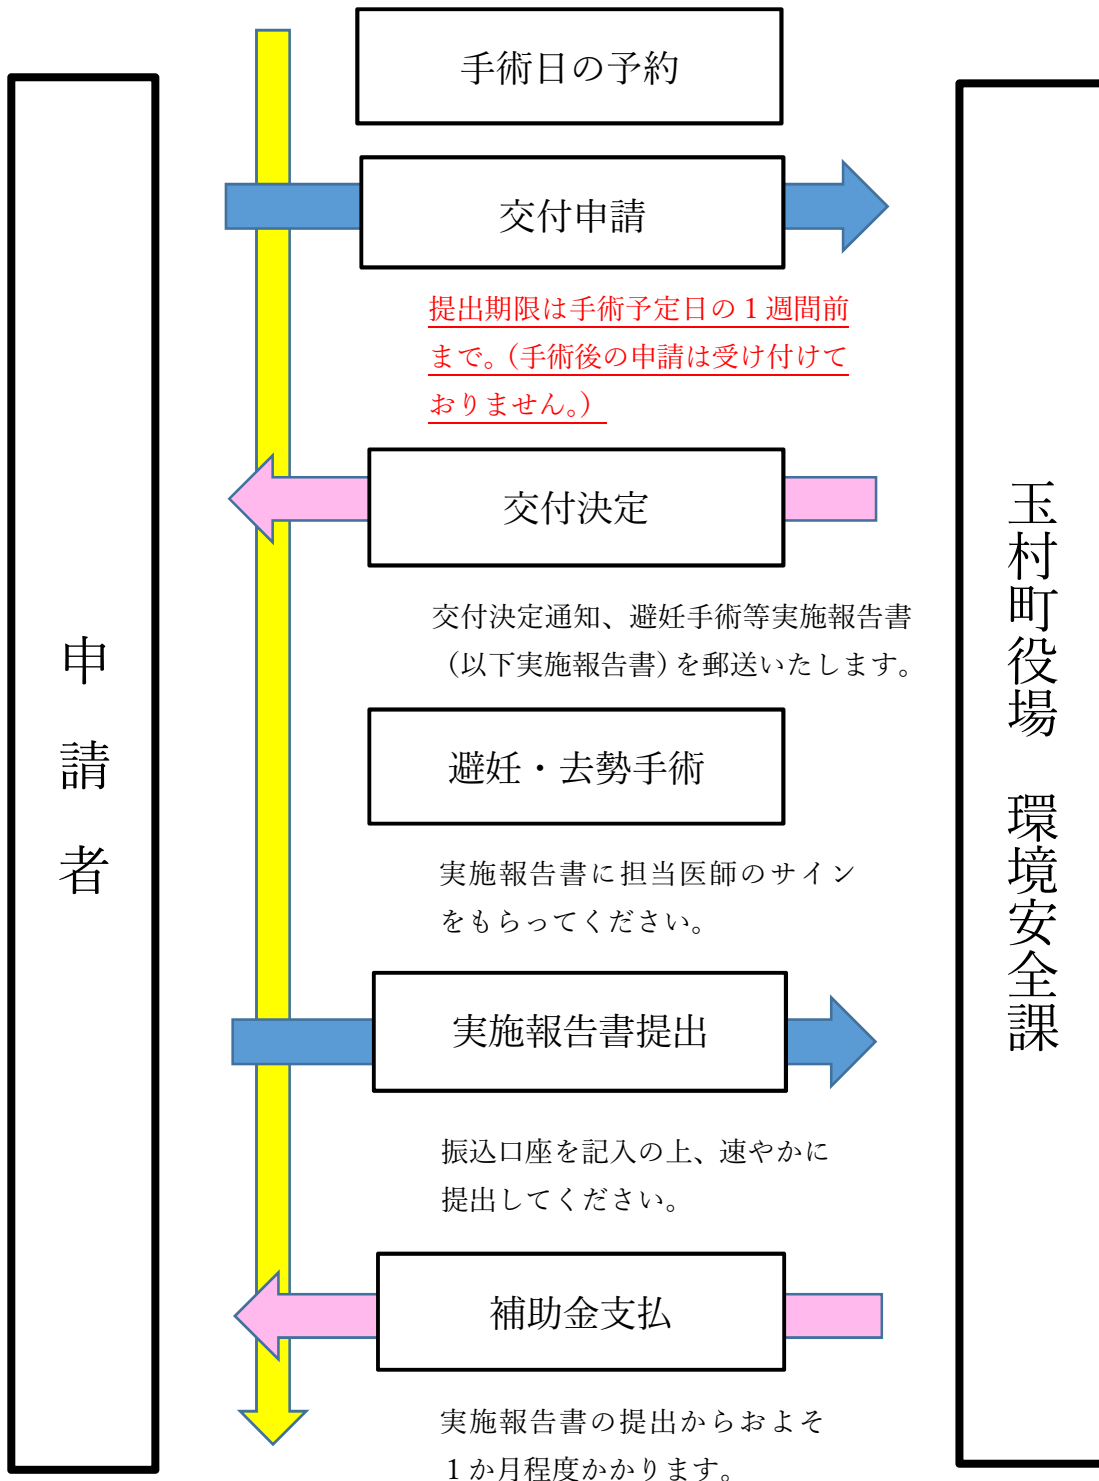 手術日の予約
交付申請
提出期限は手術予定日の１週間前
まで。（手術後の申請は受け付けて
おりません。）
交付決定
交付決定通知、避妊手術等実施報告書
（以下実施報告書）を郵送いたします。
避妊・去勢手術
実施報告書に担当医師のサイン
をもらってください。
実施報告書提出
振込口座を記入の上、速やかに
提出してください。
補助金支払
実施報告書の提出からおよそ
１か月程度かかります。
申請者
玉村町役場　環境安全課